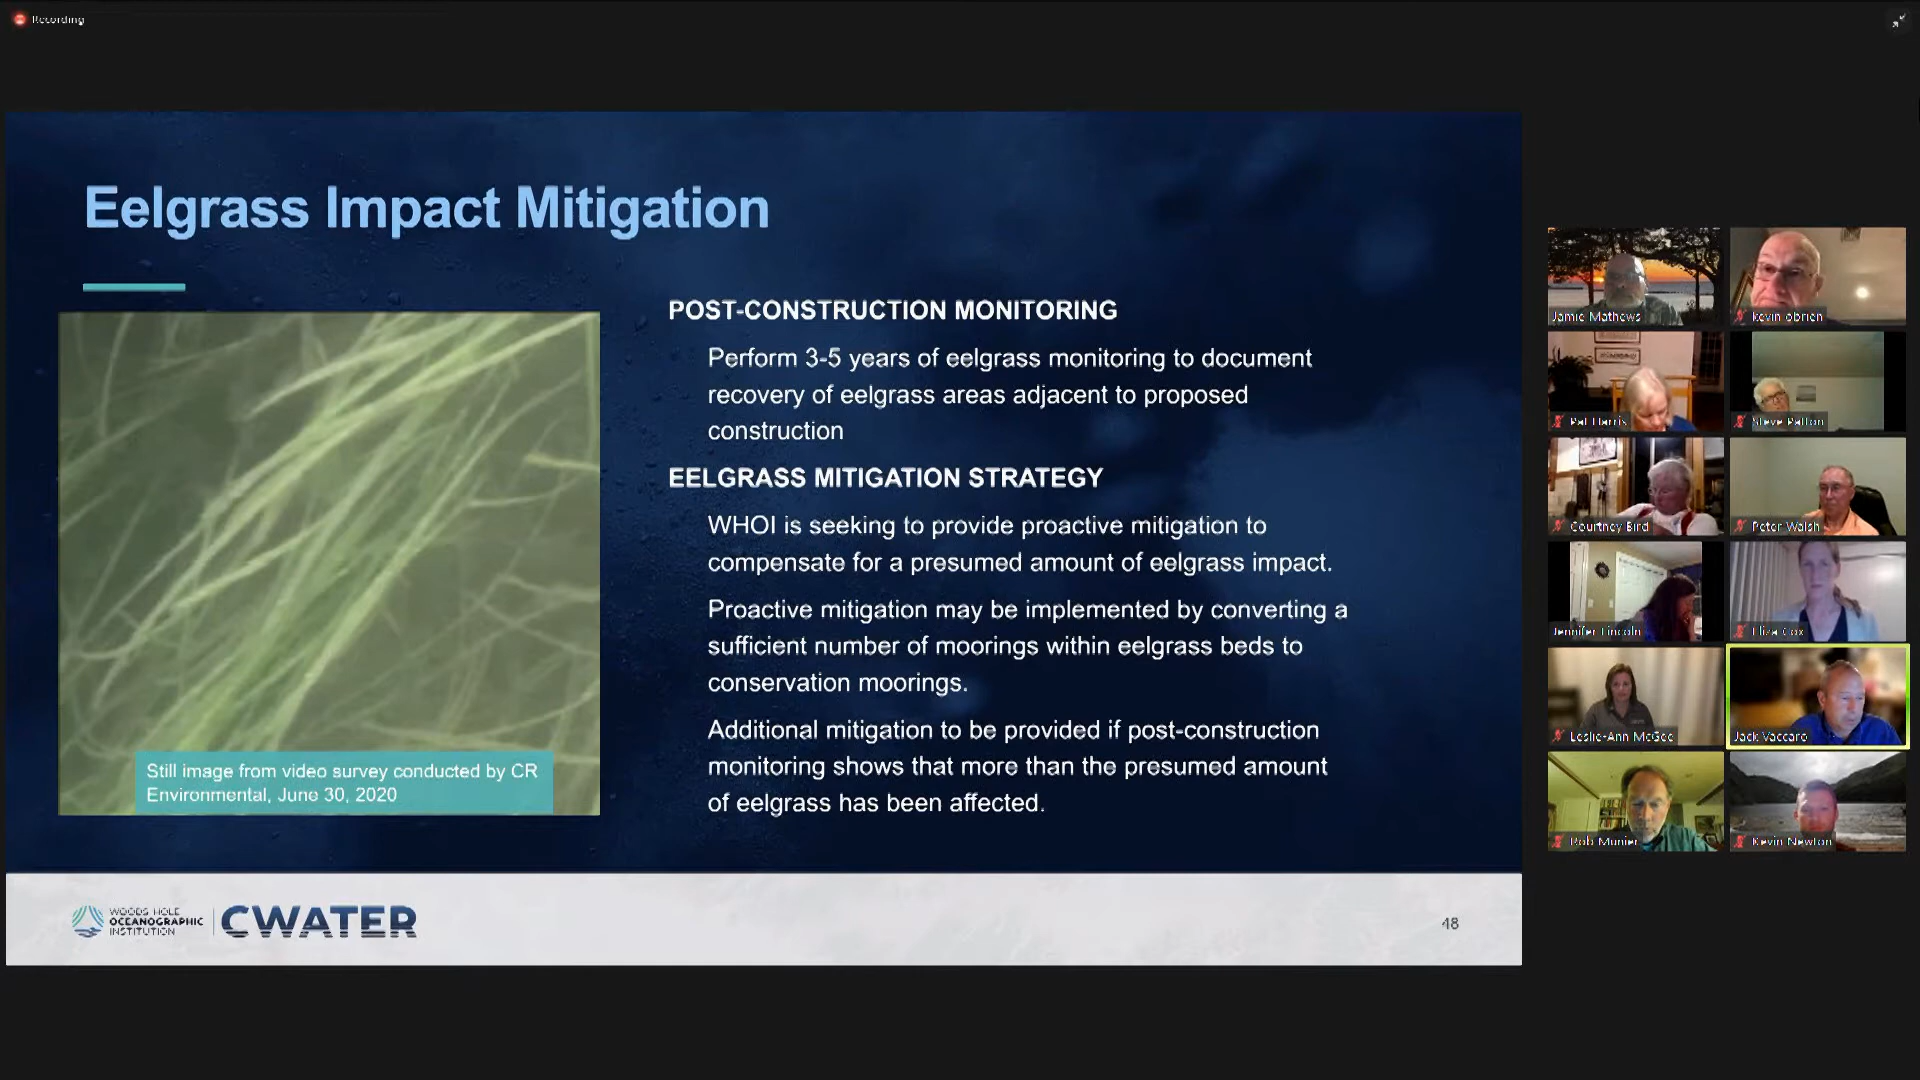 Recording
Eelgrass Impact Mitigation
POST-CONSTRUCTION MONITORING
Perform 3-5 years of eelgrass monitoring to document
recovery of eelgrass areas adjacent to proposed
construction
EELGRASS MITIGATION STRATEGY
WHOI is seeking to provide proactive mitigation to
compensate for a presumed amount of eelgrass impact.
Proactive mitigation may be implemented by converting a
sufficient number of moorings within eelgrass beds to
conservation moorings.
Additional mitigation to be provided if post-construction
monitoring shows that more than the presumed amount
of eelgrass has been affected.
Still image from video survey conducted by CR
Environmental, June 30, 2020
WOODS HOLE
OCEANOGRAPHIC
INSTITUTION
CWATER
48
Jamie Mathews
kevin obrien
Pat Harris
Steve Patton
Courtney Bird
Peter Walsh
Jennifer Lincoln
Eliza Cox
Leslie-Ann McGee
Jack Vaccaro
Rob Munier
Kevin Newton